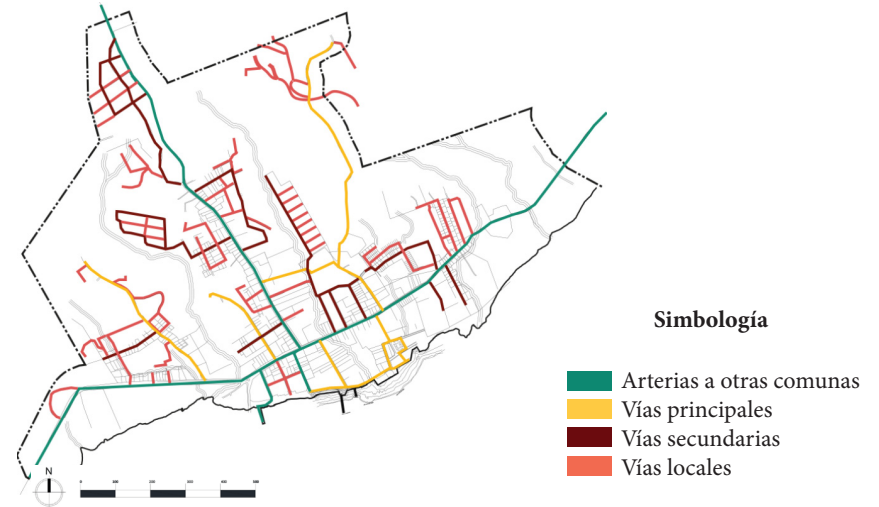 Simbología
Arterias a otras comunas
Vías principales
Vías secundarias
Vías locales
N